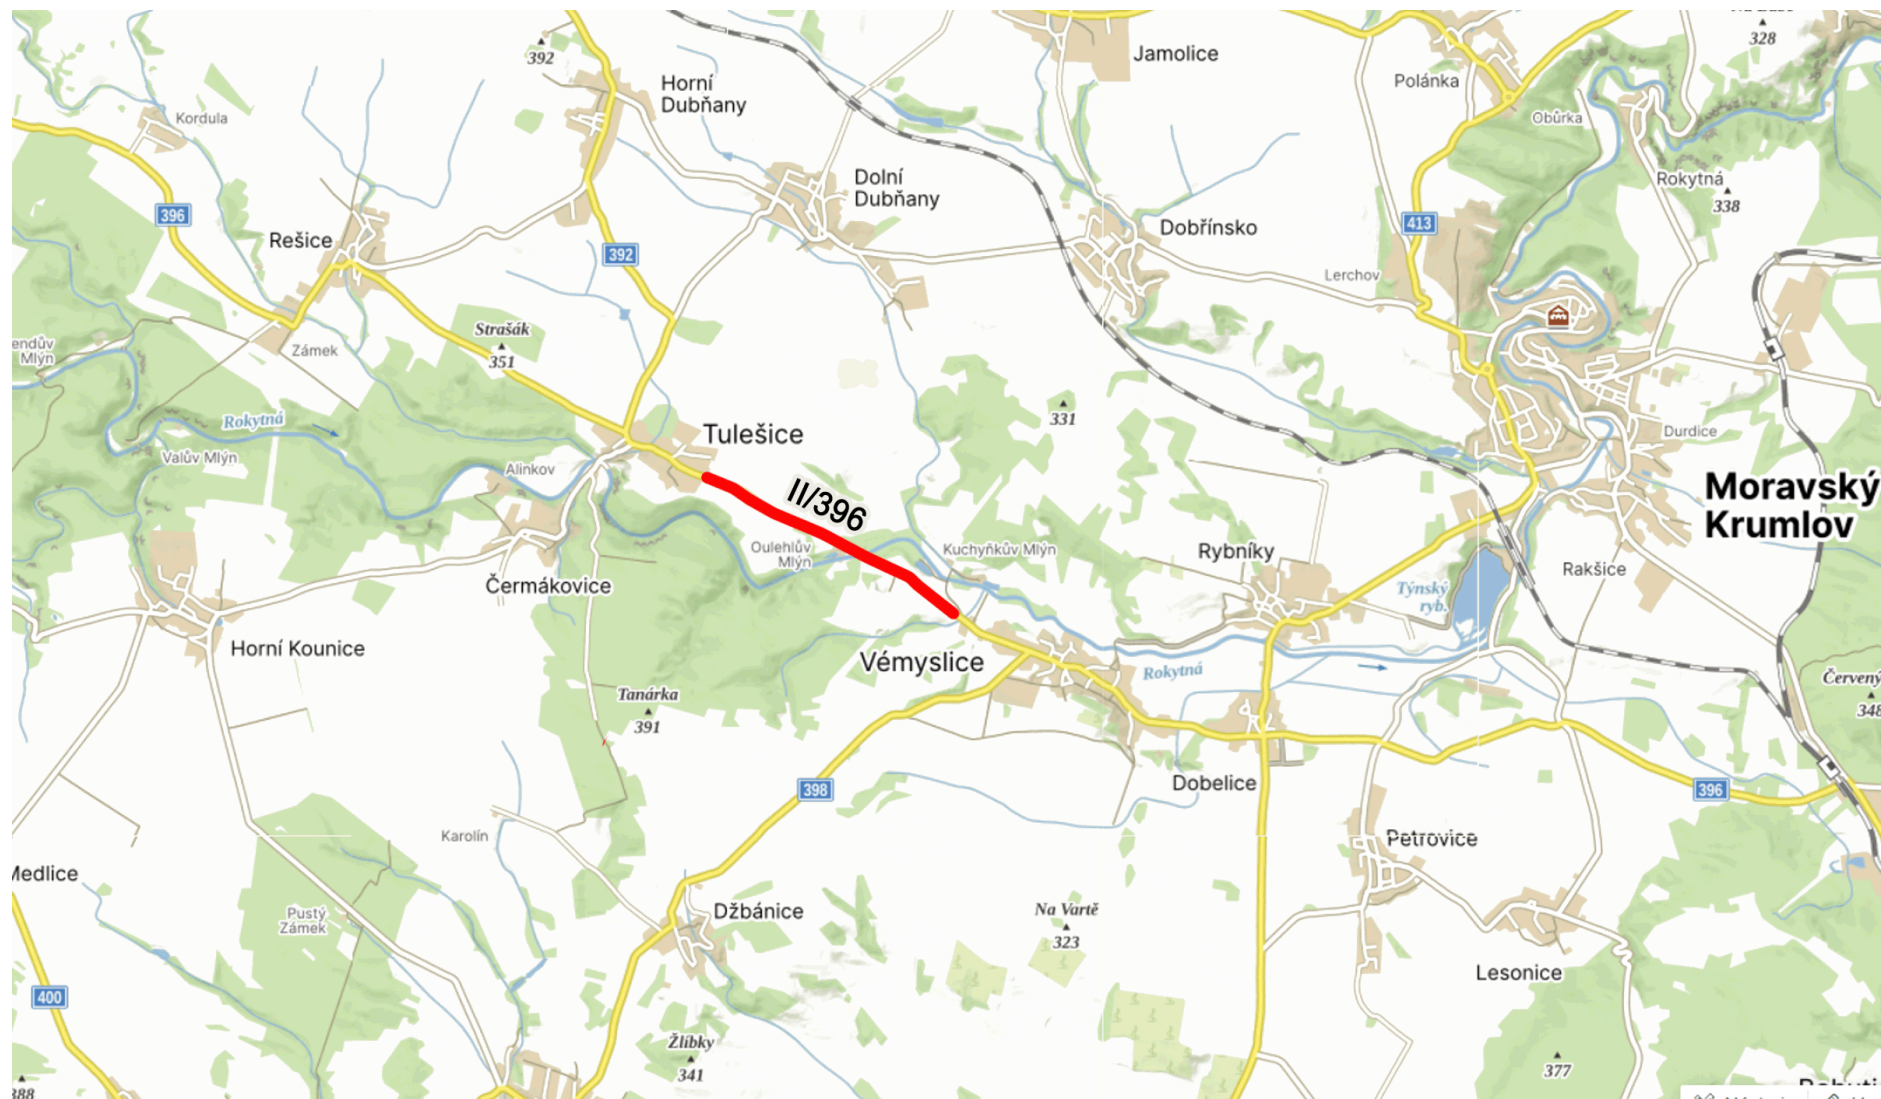 392
Jamolice
328
Horní
Dubňany
Polánka
Kordula
Obůrka
Dolní
Dubňany
Rokytná
338
396
413
Rešice
392
Dobřínsko
Lerchov
Strašák
351
Mlýn
Zámek
331
Rokytná
Tulešice
Durdice
Valův Mlýn
Alinkov
Moravský
Krumlov
II/396
Oulehlův
Mlýn
Kuchyňkův Mlýn
Rybníky
Rakšice
Čermákovice
Týnský
ryb.
Horní Kounice
Vémyslice
Rokytná
Tanárka
391
Červený
348
Dobelice
398
396
Karolín
Petrovice
Medlice
Pustý
Zámek
Džbánice
Na Vartě
323
Lesonice
400
Žlíbky
341
377
388